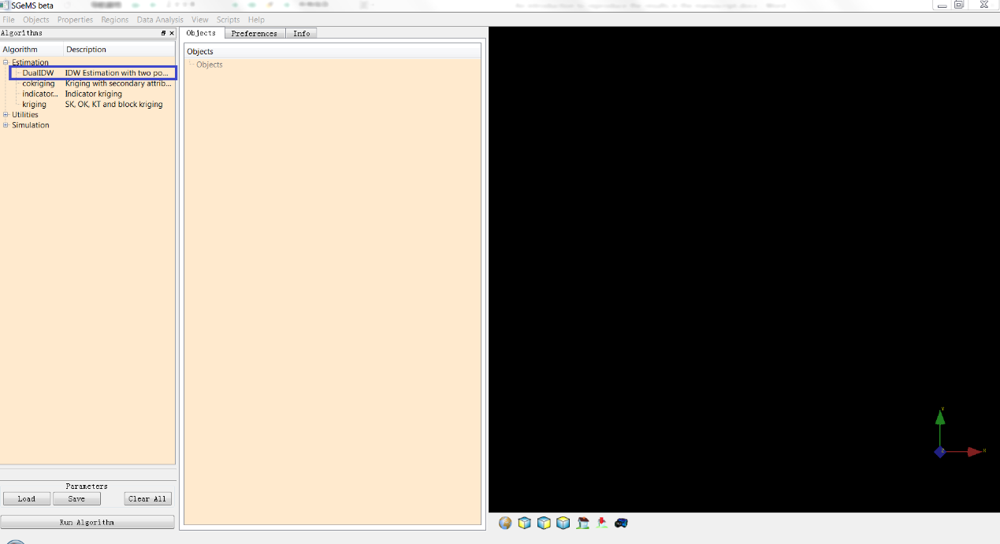 SGeMS beta
File Objects Properties Regions Data Analysis View Scripts Help
Algorithms
Algorithm Description
Estimation
DualIDW IDW Estimation with two po...
cokriging Kriging with secondary attrib...
indicator... Indicator kriging
kriging SK, OK, KT and block kriging
Utilities
Simulation
Parameters
Load Save Clear All
Run Algorithm
Objects Preferences Info
Objects
Objects
Y
Z
X